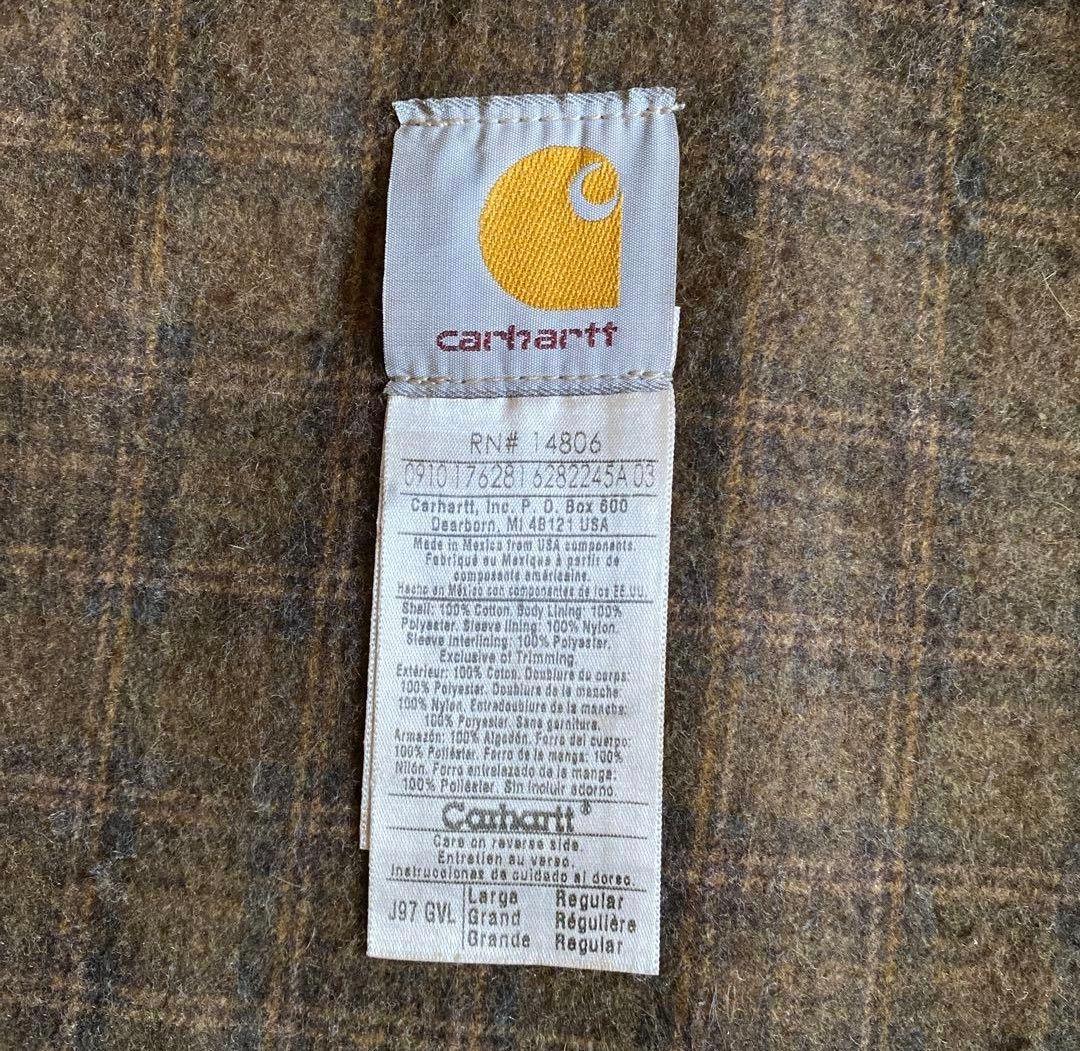 carhartt
RN# 14806
0910176281 6282245A 03
Carhartt, Inc. P. O. Box 600
Dearborn, MI 48121 USA
Made in Mexico from USA components.
Fabriqué au Mexique à partir de
composants américains.
Hecho en México con componentes de los EE.UU.
Shell: 100% Cotton. Body Lining: 100%
Polyester. Sleeve lining: 100% Nylon.
Sleeve Interlining: 100% Polyester.
Exclusive of Trimming
Extérieur: 100% Coton. Doublure du corps:
100% Polyester. Doublure de la manche:
100% Nylon. Entredoublure de la manche:
100% Polyester. Sans garniture.
Armazón: 100% Algodón. Forro del cuerpo:
100% Poliéster. Forro de la manga: 100%
Nilón. Forro entrelazado de la manga:
100% Poliéster. Sin incluir adorno.
Carhartt®
Care on reverse side.
Entretien au verso.
Instrucciones de cuidado al dorso.
J97 GVL
Large Regular
Grand Régulière
Grande Regular